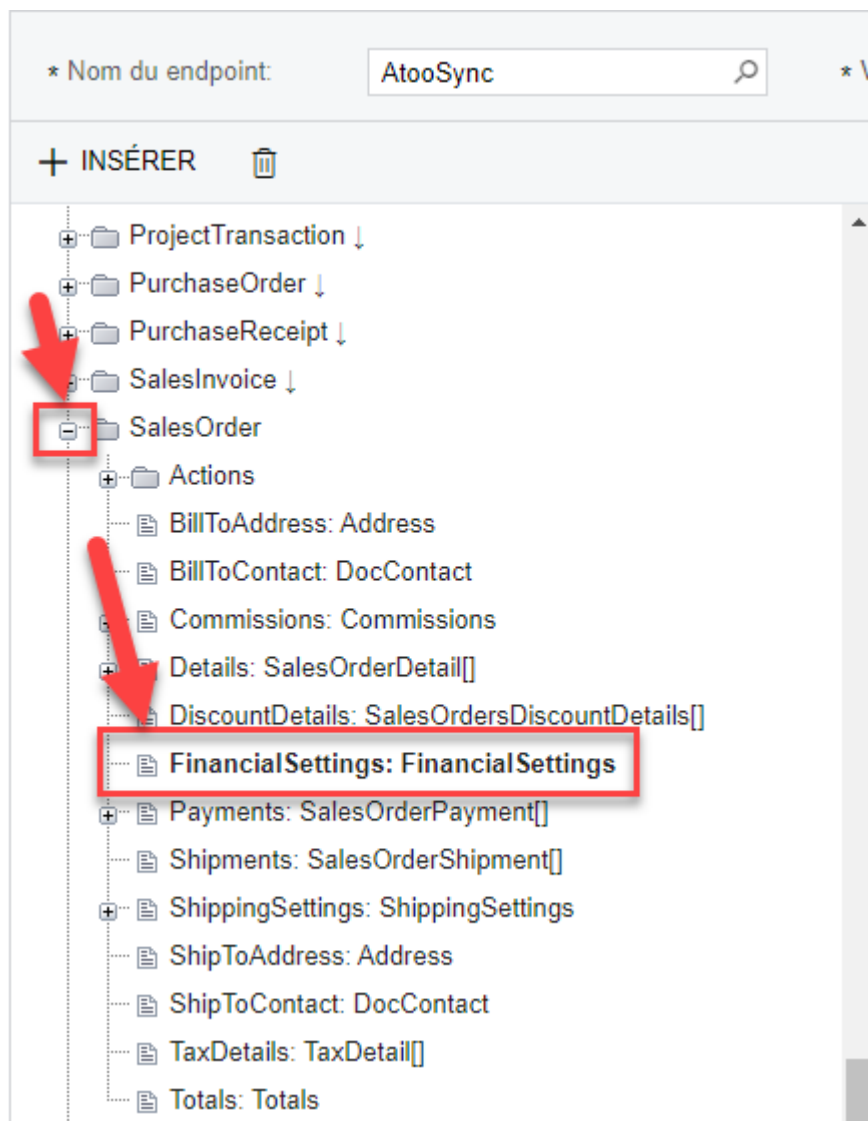 * Nom du endpoint: AtooSync *
+ INSÉRER
ProjectTransaction ↓
PurchaseOrder ↓
PurchaseReceipt ↓
SalesInvoice ↓
SalesOrder
Actions
BillToAddress: Address
BillToContact: DocContact
Commissions: Commissions
Details: SalesOrderDetail[]
DiscountDetails: SalesOrdersDiscountDetails[]
FinancialSettings: FinancialSettings
Payments: SalesOrderPayment[]
Shipments: SalesOrderShipment[]
ShippingSettings: ShippingSettings
ShipToAddress: Address
ShipToContact: DocContact
TaxDetails: TaxDetail[]
Totals: Totals